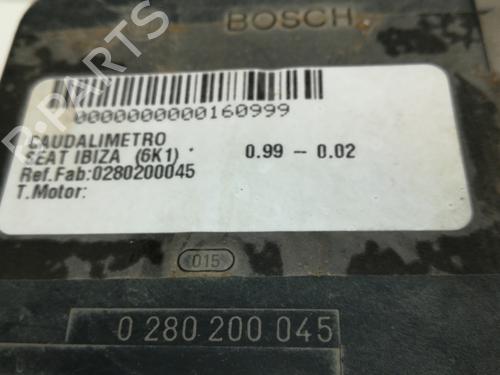 BOSCH
0000000000160999
CAUDALIMETRO
SEAT IBIZA (6K1) 0.99 - 0.02
Ref.Fab:0280200045
T.Motor:
015
0 280 200 045
B-PARTS